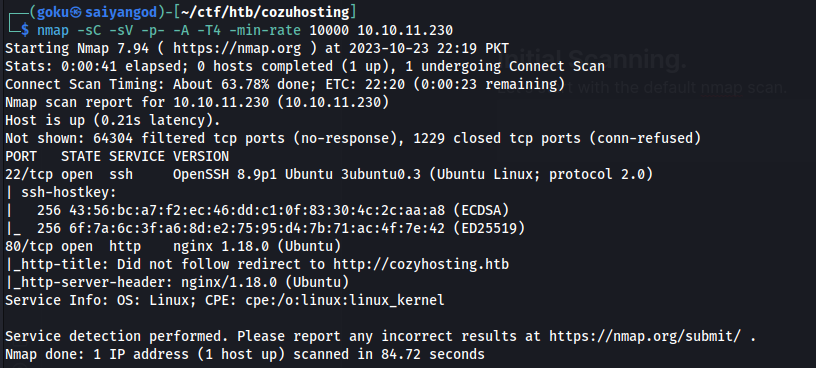 ┌──(goku㉿saiyangod)-[~/ctf/htb/cozuhosting]
└─$ nmap -sC -sV -p- -A -T4 -min-rate 10000 10.10.11.230
Starting Nmap 7.94 ( https://nmap.org ) at 2023-10-23 22:19 PKT
Stats: 0:00:41 elapsed; 0 hosts completed (1 up), 1 undergoing Connect Scan
Connect Scan Timing: About 63.78% done; ETC: 22:20 (0:00:23 remaining)
Nmap scan report for 10.10.11.230 (10.10.11.230)
Host is up (0.21s latency).
Not shown: 64304 filtered tcp ports (no-response), 1229 closed tcp ports (conn-refused)
PORT   STATE SERVICE VERSION
22/tcp open  ssh     OpenSSH 8.9p1 Ubuntu 3ubuntu0.3 (Ubuntu Linux; protocol 2.0)
| ssh-hostkey:
|   256 43:56:bc:a7:f2:ec:46:dd:c1:0f:83:30:4c:2c:aa:a8 (ECDSA)
|_  256 6f:7a:6c:3f:a6:8d:e2:75:95:d4:7b:71:ac:4f:7e:42 (ED25519)
80/tcp open  http    nginx 1.18.0 (Ubuntu)
|_http-title: Did not follow redirect to http://cozyhosting.htb
|_http-server-header: nginx/1.18.0 (Ubuntu)
Service Info: OS: Linux; CPE: cpe:/o:linux:linux_kernel
Service detection performed. Please report any incorrect results at https://nmap.org/submit/ .
Nmap done: 1 IP address (1 host up) scanned in 84.72 seconds
Initial Scanning.
with the default nmep scan.